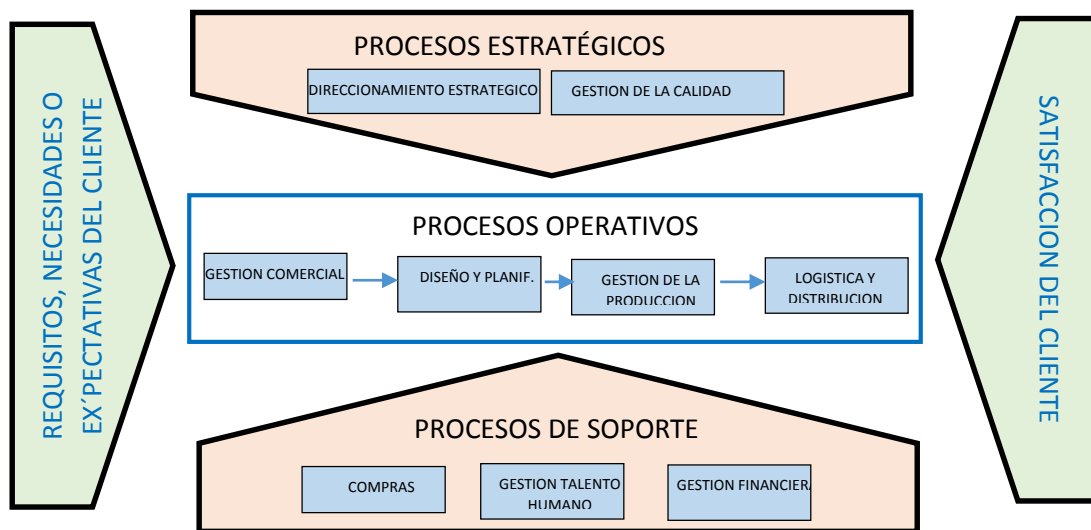 REQUISITOS, NECESIDADES O
EX´PECTATIVAS DEL CLIENTE
PROCESOS ESTRATÉGICOS
DIRECCIONAMIENTO ESTRATEGICO
GESTION DE LA CALIDAD
PROCESOS OPERATIVOS
GESTION COMERCIAL
DISEÑO Y PLANIF.
GESTION DE LA
PRODUCCION
LOGISTICA Y
DISTRIBUCION
PROCESOS DE SOPORTE
COMPRAS
GESTION TALENTO
HUMANO
GESTION FINANCIERA
SATISFACCION DEL CLIENTE